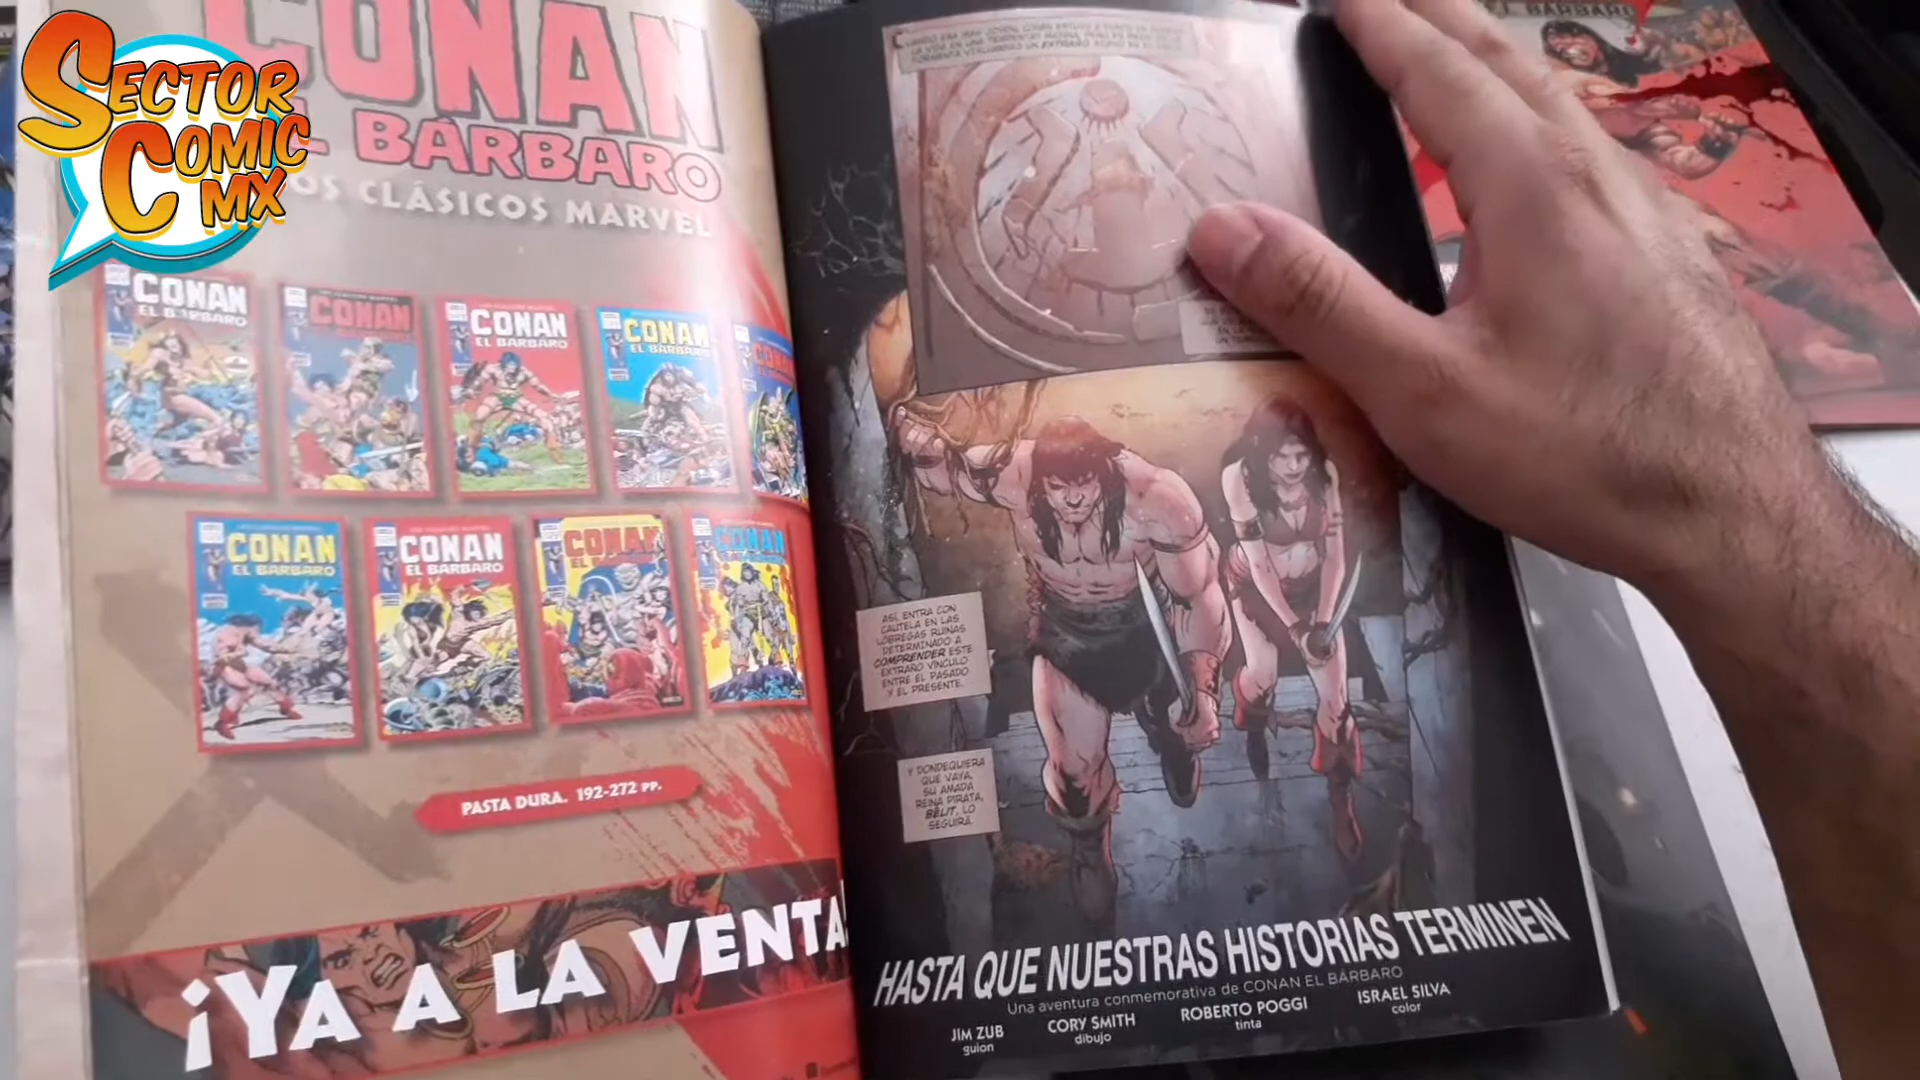 SECTOR
COMIC
MX
CONAN
EL BÁRBARO
LOS CLÁSICOS MARVEL
CONAN
EL BÁRBARO
CONAN
CONAN
EL BÁRBARO
CONAN
EL BÁRBARO
CONAN
CONAN
EL BÁRBARO
CONAN
EL BÁRBARO
CONAN
CONAN
PASTA DURA. 192-272 PP.
¡YA A LA VENTA!
ASÍ, ENTRA CON
CAUTELA EN LAS
LÓBREGAS RUINAS
DETERMINADO A
COMPRENDER ESTE
EXTRAÑO VÍNCULO
ENTRE EL PASADO
Y EL PRESENTE.
Y DONDEQUIERA
QUE VAYA,
SU AMADA
REINA PIRATA,
BÊLIT, LO
SEGUIRÁ.
HASTA QUE NUESTRAS HISTORIAS TERMINEN
Una aventura conmemorativa de CONAN EL BÁRBARO
JIM ZUB
guion
CORY SMITH
dibujo
ROBERTO POGGI
tinta
ISRAEL SILVA
color
EL BÁRBARO